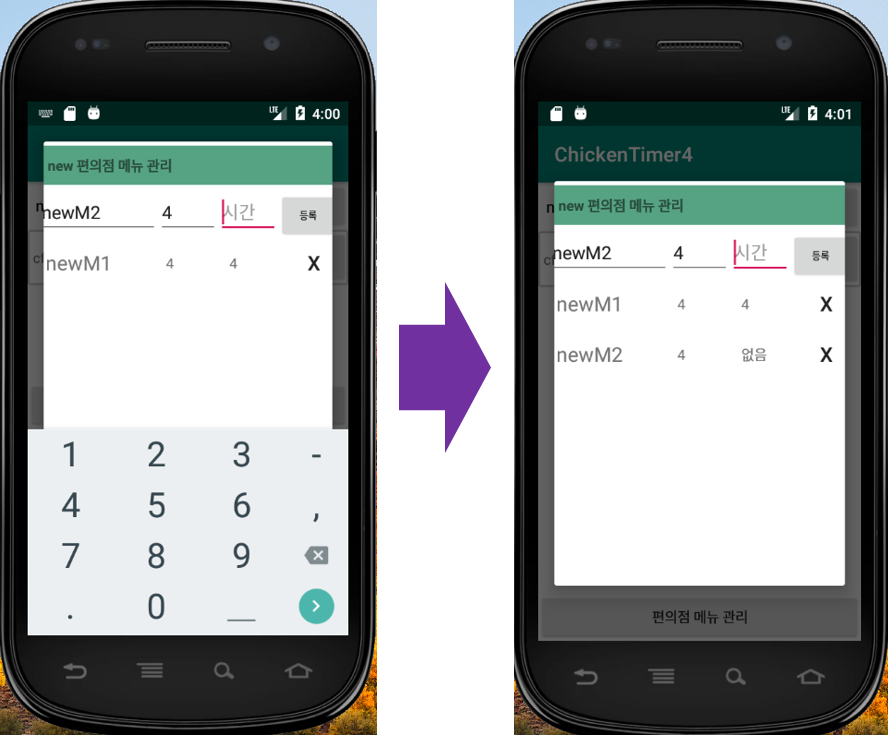 LTE 4:00
new 편의점 메뉴 관리
newM2 4 시간 등록
newM1 4 4 X
1 2 3 -
4 5 6 ,
7 8 9
. 0
LTE 4:01
ChickenTimer4
new 편의점 메뉴 관리
newM2 4 시간 등록
newM1 4 4 X
newM2 4 없음 X
편의점 메뉴 관리